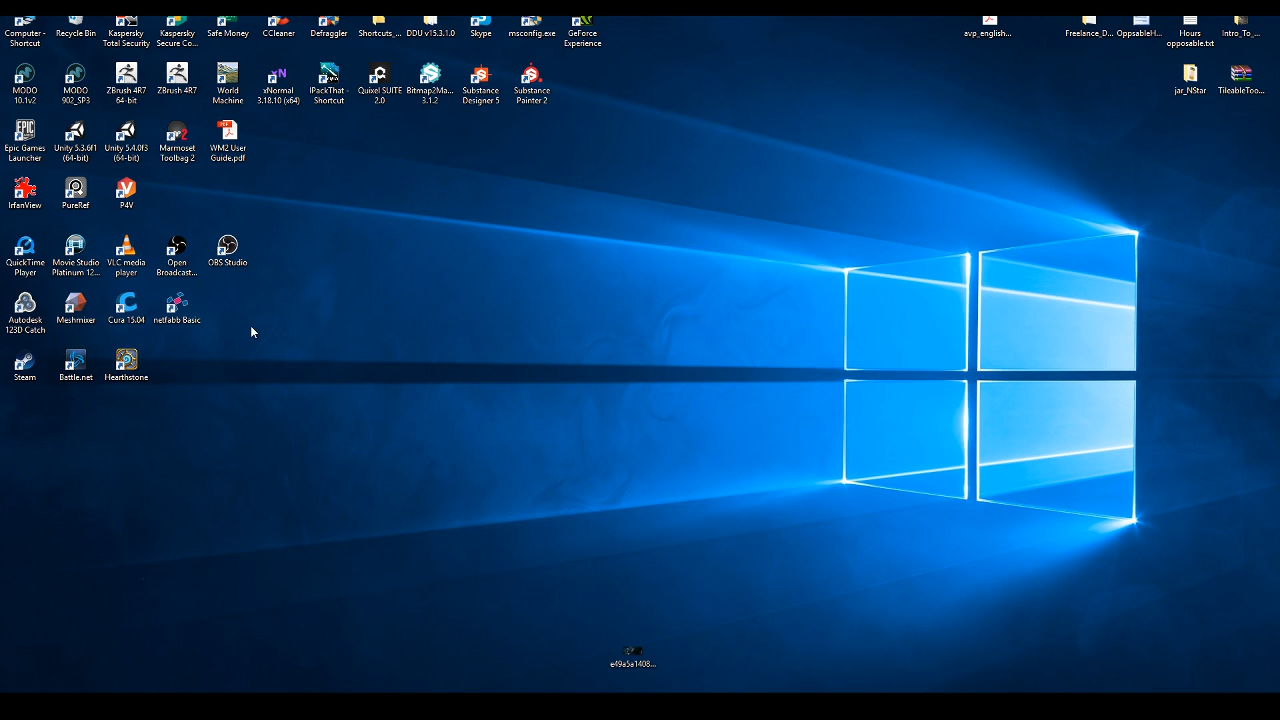 Computer -
Shortcut
Recycle Bin
Kaspersky
Total Security
Kaspersky
Secure Co...
Safe Money
CCleaner
Defraggler
Shortcuts_...
DDU v15.3.1.0
Skype
msconfig.exe
GeForce
Experience
avp_english...
Freelance_D...
OppsableH...
Hours
opposable.txt
Intro_To_...
MODO
10.1v2
MODO
902_SP3
ZBrush 4R7
64-bit
ZBrush 4R7
World
Machine
xNormal
3.18.10 (x64)
IPackThat -
Shortcut
Quixel SUITE
2.0
Bitmap2Ma...
3.1.2
Substance
Designer 5
Substance
Painter 2
jar_NStar
TileableToo...
Epic Games
Launcher
Unity 5.3.6f1
(64-bit)
Unity 5.4.0f3
(64-bit)
Marmoset
Toolbag 2
WM2 User
Guide.pdf
IrfanView
PureRef
P4V
QuickTime
Player
Movie Studio
Platinum 12...
VLC media
player
Open
Broadcast...
OBS Studio
Autodesk
123D Catch
Meshmixer
Cura 15.04
netfabb Basic
Steam
Battle.net
Hearthstone
e49a5a1408...